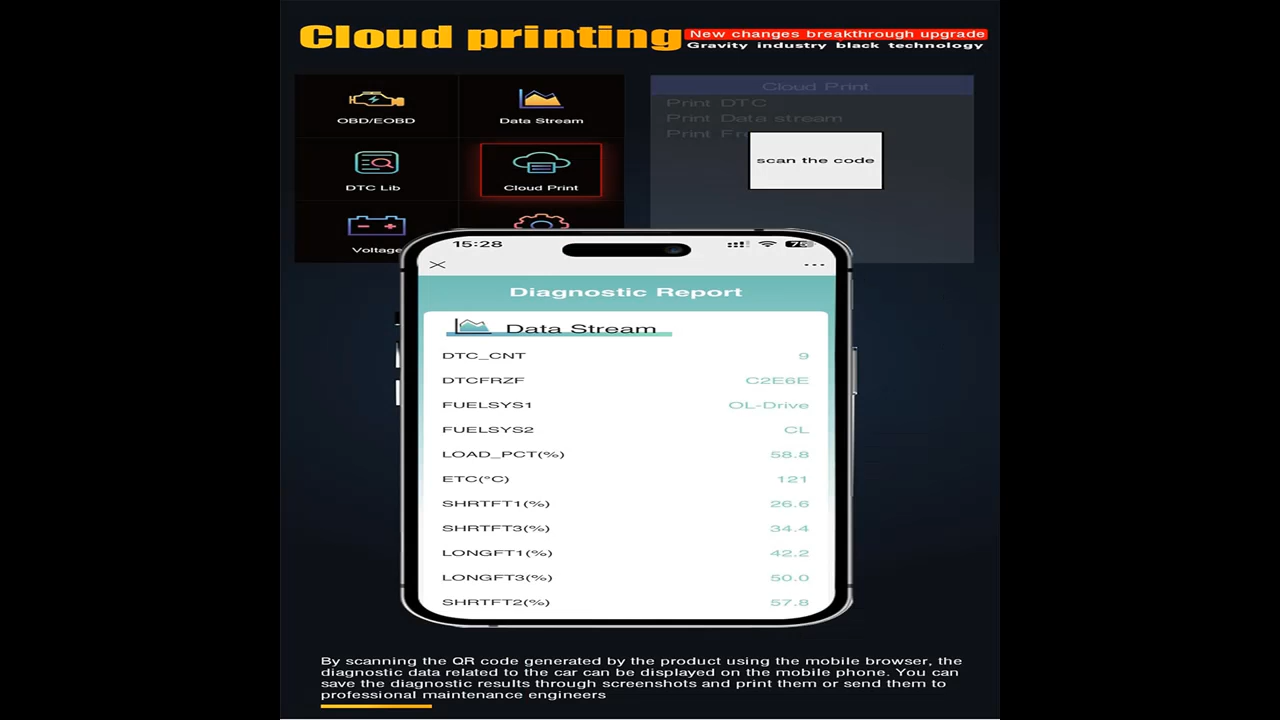 Cloud printing
New changes breakthrough upgrade
Gravity industry black technology
OBD/EOBD
Data Stream
DTC Lib
Cloud Print
Voltage
Cloud Print
Print DTC
Print Data stream
Print Fr
scan the code
15:28
75
Diagnostic Report
Data Stream
DTC_CNT 9
DTCFRZF C2E6E
FUELSYS1 OL-Drive
FUELSYS2 CL
LOAD_PCT(%) 58.8
ETC(°C) 121
SHRTFT1(%) 26.6
SHRTFT3(%) 34.4
LONGFT1(%) 42.2
LONGFT3(%) 50.0
SHRTFT2(%) 57.8
By scanning the QR code generated by the product using the mobile browser, the
diagnostic data related to the car can be displayed on the mobile phone. You can
save the diagnostic results through screenshots and print them or send them to
professional maintenance engineers